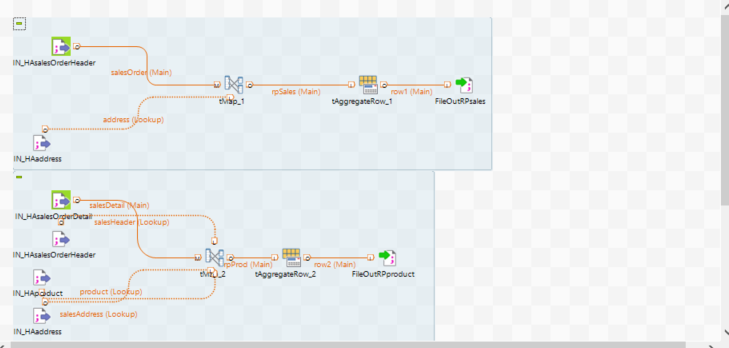 IN_HAsalesOrderHeader
salesOrder (Main)
tMap_1
rpSales (Main)
tAggregateRow_1
row1 (Main)
FileOutRPsales
address (Lookup)
IN_HAaddress
IN_HAsalesOrderDetail
salesDetail (Main)
salesHeader (Lookup)
IN_HAsalesOrderHeader
tMap_2
rpProd (Main)
tAggregateRow_2
row2 (Main)
FileOutRPproduct
IN_HAproduct
product (Lookup)
salesAddress (Lookup)
IN_HAaddress